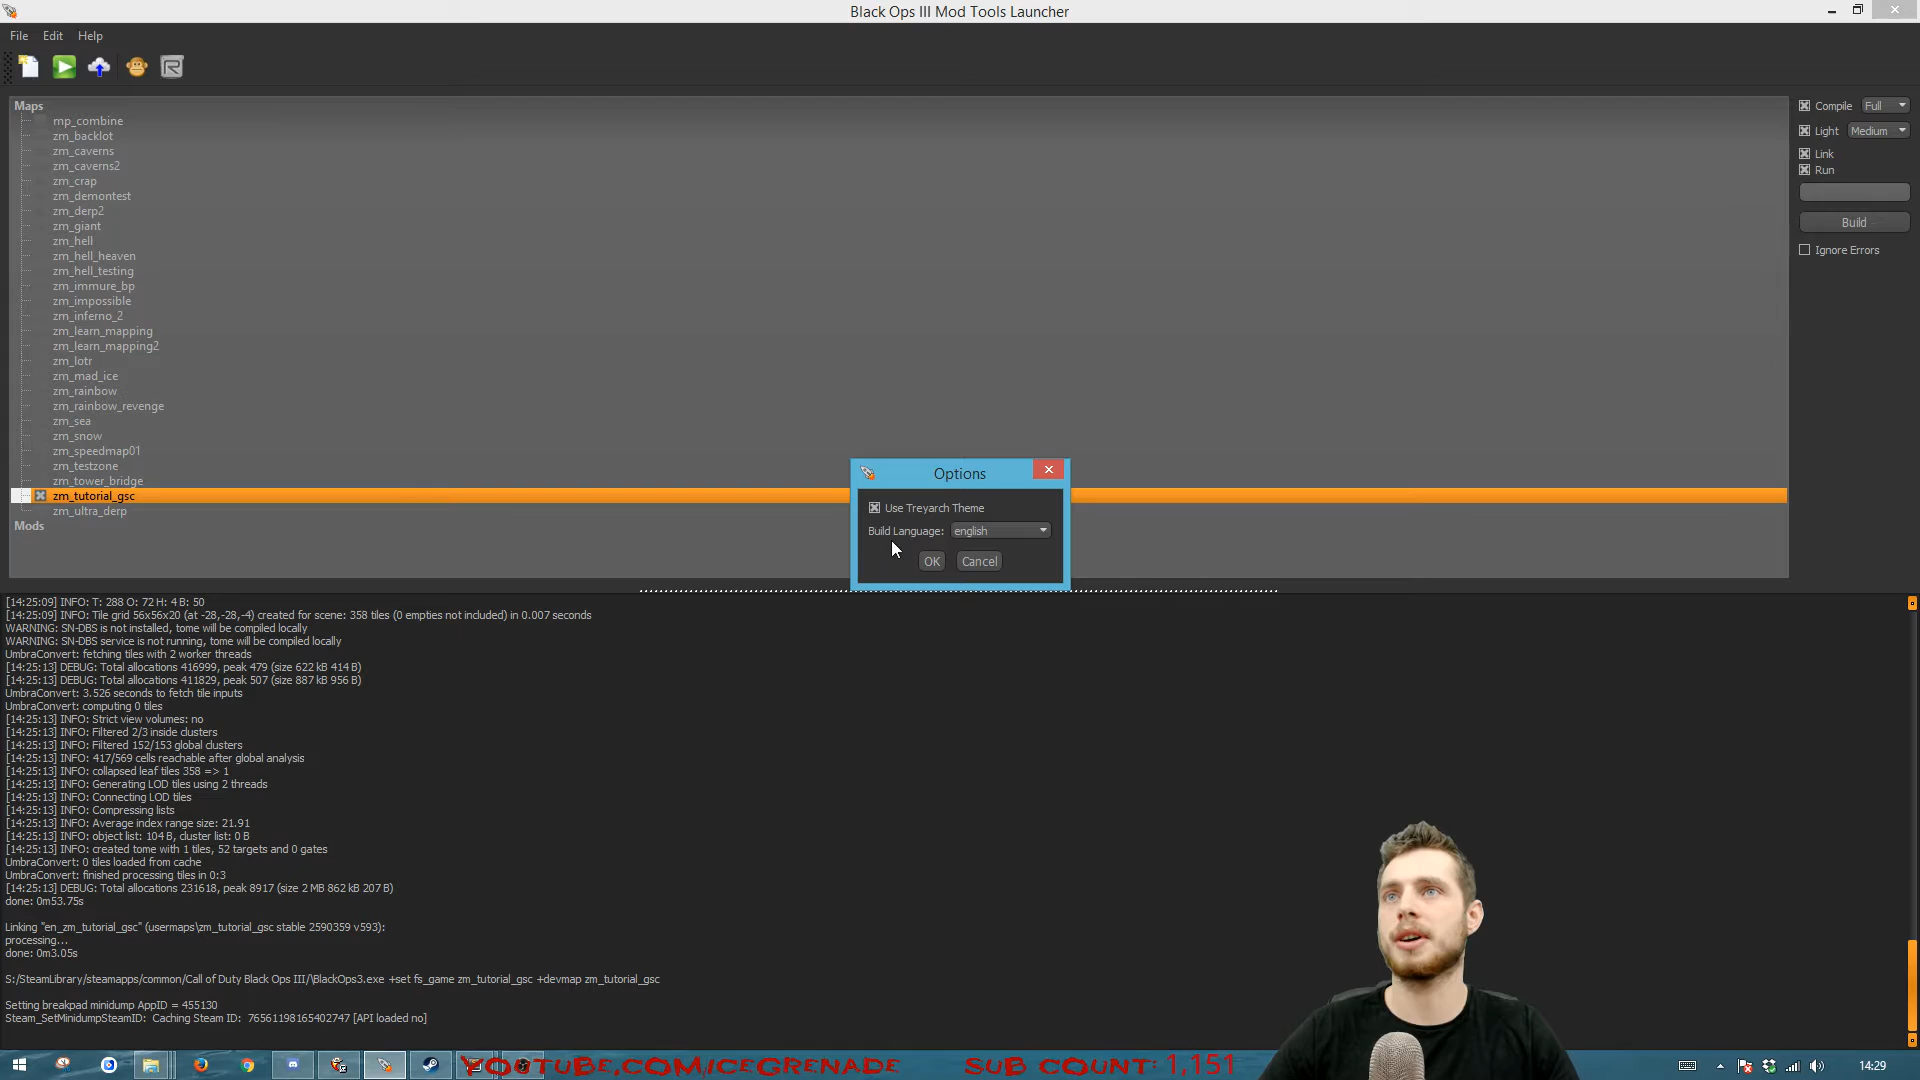 Black Ops III Mod Tools Launcher
File Edit Help
Maps
mp_combine
zm_backlot
zm_caverns
zm_caverns2
zm_crap
zm_demontest
zm_derp2
zm_giant
zm_hell
zm_hell_heaven
zm_hell_testing
zm_immure_bp
zm_impossible
zm_inferno_2
zm_learn_mapping
zm_learn_mapping2
zm_lotr
zm_mad_ice
zm_rainbow
zm_rainbow_revenge
zm_sea
zm_snow
zm_speedmap01
zm_testzone
zm_tower_bridge
zm_tutorial_gsc
zm_ultra_derp
Mods
Compile Full
Light Medium
Link
Run
Build
Ignore Errors
Options
Use Treyarch Theme
Build Language: english
OK Cancel
[14:25:09] INFO: T: 288 O: 72 H: 4 B: 50
[14:25:09] INFO: Tile grid 56x56x20 (at -28,-28,-4) created for scene: 358 tiles (0 empties not included) in 0.007 seconds
WARNING: SN-DBS is not installed, tome will be compiled locally
WARNING: SN-DBS service is not running, tome will be compiled locally
UmbraConvert: fetching tiles with 2 worker threads
[14:25:13] DEBUG: Total allocations 416999, peak 479 (size 622 kB 414 B)
[14:25:13] DEBUG: Total allocations 411829, peak 507 (size 887 kB 956 B)
UmbraConvert: 3.526 seconds to fetch tile inputs
UmbraConvert: computing 0 tiles
[14:25:13] INFO: Strict view volumes: no
[14:25:13] INFO: Filtered 2/3 inside clusters
[14:25:13] INFO: Filtered 152/153 global clusters
[14:25:13] INFO: 417/569 cells reachable after global analysis
[14:25:13] INFO: collapsed leaf tiles 358 => 1
[14:25:13] INFO: Generating LOD tiles using 2 threads
[14:25:13] INFO: Connecting LOD tiles
[14:25:13] INFO: Compressing lists
[14:25:13] INFO: Average index range size: 21.91
[14:25:13] INFO: object list: 104 B, cluster list: 0 B
[14:25:13] INFO: created tome with 1 tiles, 52 targets and 0 gates
UmbraConvert: 0 tiles loaded from cache
UmbraConvert: finished processing tiles in 0:3
[14:25:13] DEBUG: Total allocations 231618, peak 8917 (size 2 MB 862 kB 207 B)
done: 0m53.75s
Linking "en_zm_tutorial_gsc" (usermaps\zm_tutorial_gsc stable 2590359 v593):
processing...
done: 0m3.05s
S:/SteamLibrary/steamapps/common/Call of Duty Black Ops III/\BlackOps3.exe +set fs_game zm_tutorial_gsc +devmap zm_tutorial_gsc
Setting breakpad minidump AppID = 455130
Steam_SetMinidumpSteamID: Caching Steam ID: 76561198165402747 [API loaded no]
YOUTUBE.COM/ICEGRENADE SUB COUNT: 1,151
14:29